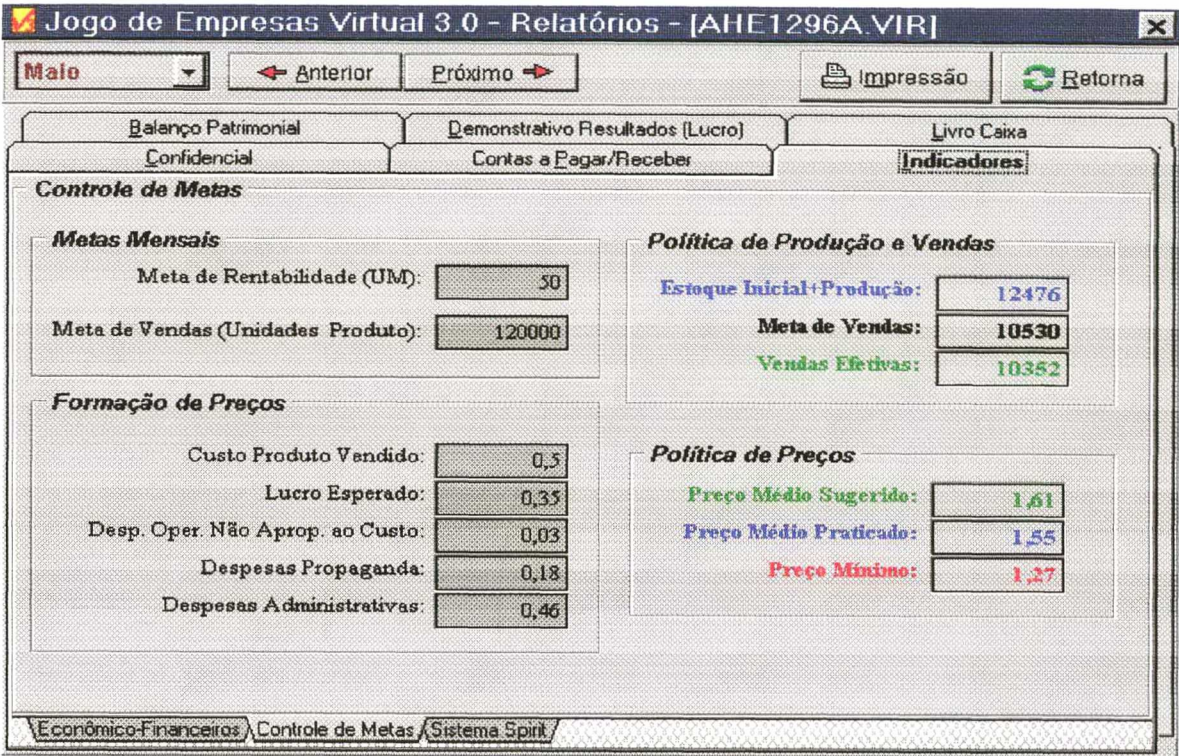 Jogo de Empresas Virtual 3.0 - Relatórios - [AHE1296A.VIR]
Maio
Anterior
Próximo
Impressão
Retorna
Balanço Patrimonial
Demonstrativo Resultados (Lucro)
Livro Caixa
Confidencial
Contas a Pagar/Receber
Indicadores
Controle de Metas
Metas Mensais
Meta de Rentabilidade (UM): 50
Meta de Vendas (Unidades Produto): 120000
Formação de Preços
Custo Produto Vendido: 0,5
Lucro Esperado: 0,35
Desp. Oper. Não Aprop. ao Custo: 0,03
Despesas Propaganda: 0,18
Despesas Administrativas: 0,46
Política de Produção e Vendas
Estoque Inicial+Produção: 12476
Meta de Vendas: 10530
Vendas Efetivas: 10352
Política de Preços
Preço Médio Sugerido: 1,61
Preço Médio Praticado: 1,55
Preço Mínimo: 1,27
Econômico-Financeiros
Controle de Metas
Sistema Spirit